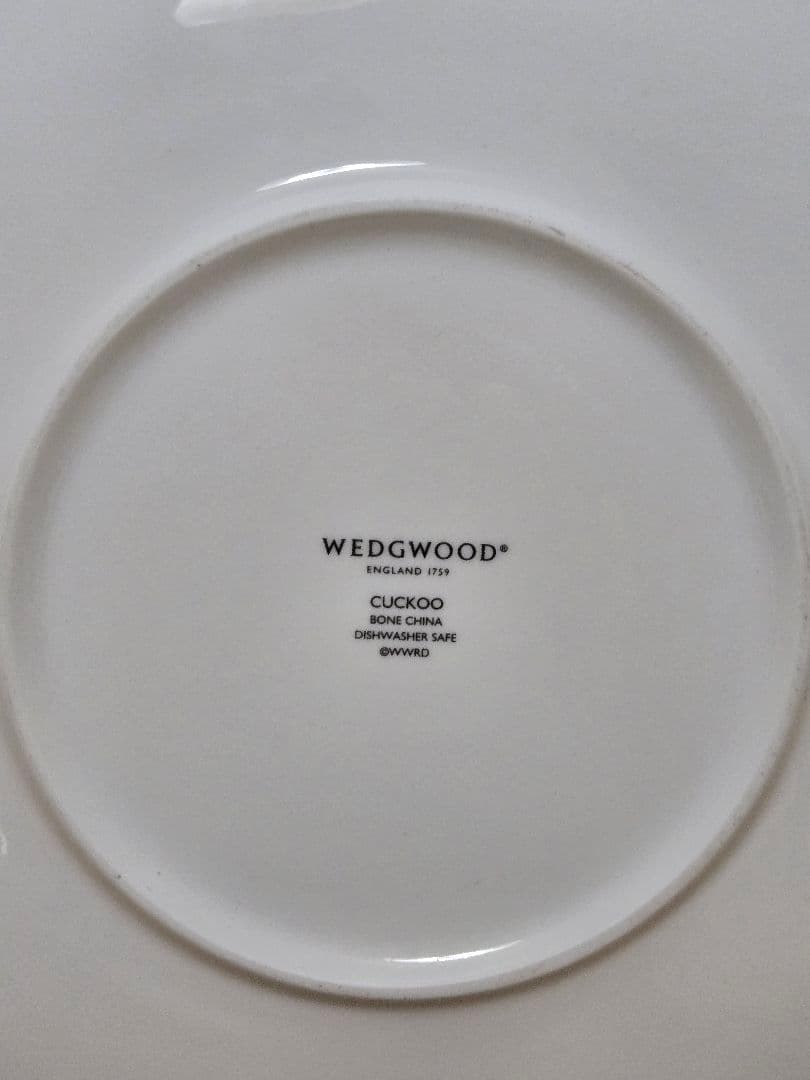 WEDGWOOD®
ENGLAND 1759
CUCKOO
BONE CHINA
DISHWASHER SAFE
©WWRD